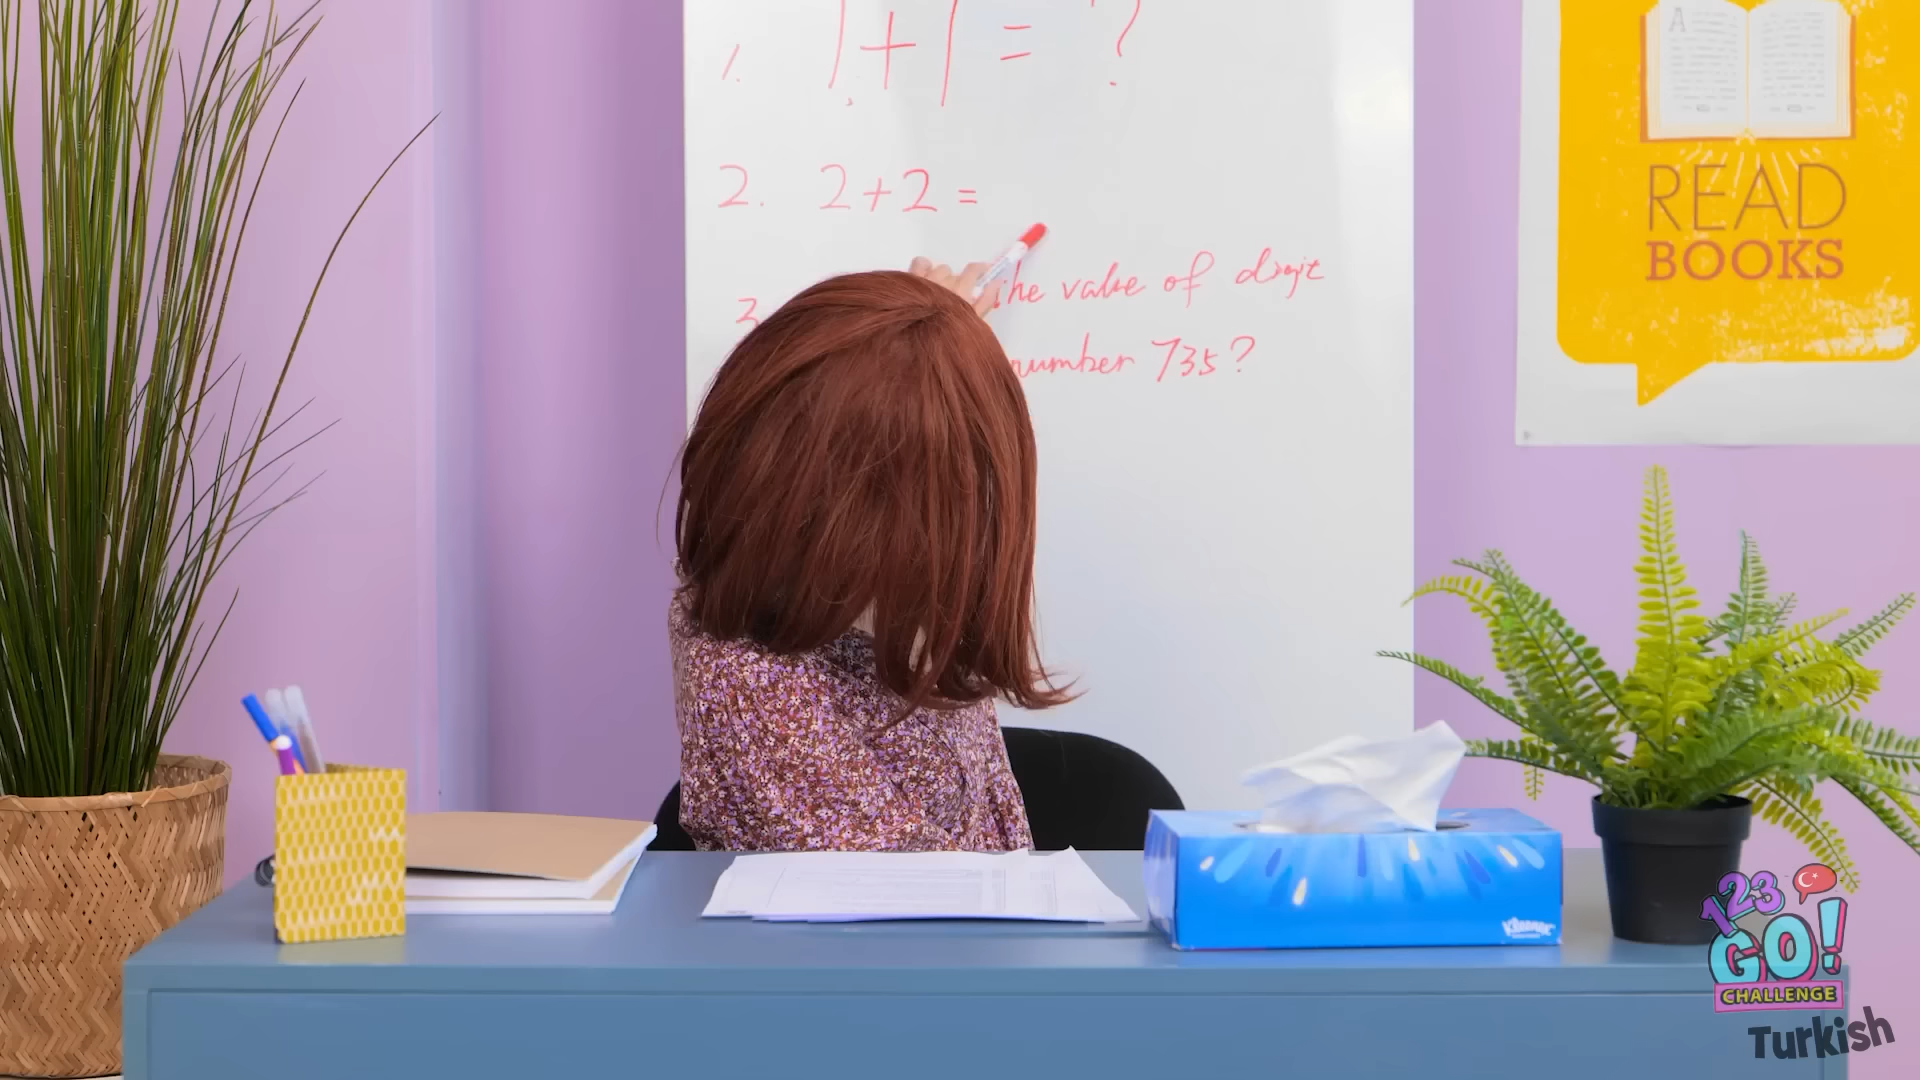 1. 1 + 1 = ?
2. 2 + 2 =
3
the value of digit
number 735?
READ
BOOKS
Kleenex
123
GO!
CHALLENGE
Turkish